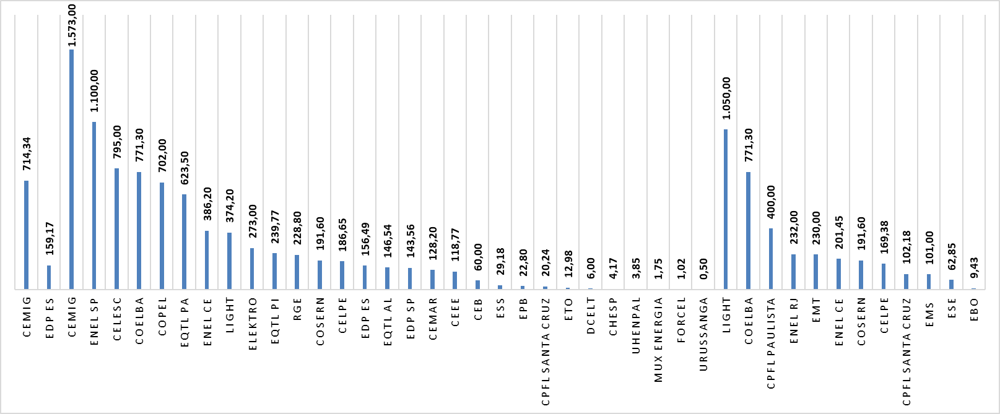 714,34
159,17
1.573,00
1.100,00
795,00
771,30
702,00
623,50
386,20
374,20
273,00
239,77
228,80
191,60
186,65
156,49
146,54
143,56
128,20
118,77
60,00
29,18
22,80
20,24
12,98
6,00
4,17
3,85
1,75
1,02
0,50
1.050,00
771,30
400,00
232,00
230,00
201,45
191,60
169,38
102,18
101,00
62,85
9,43
CEMIG
EDP ES
CEMIG
ENEL SP
CELESC
COELBA
COPEL
EQTL PA
ENEL CE
LIGHT
ELEKTRO
EQTL PI
RGE
COSERN
CELPE
EDP ES
EQTL AL
EDP SP
CEMAR
CEEE
CEB
ESS
EPB
CPFL SANTA CRUZ
ETO
DCELT
CHESP
UHENPAL
MUX ENERGIA
FORCEL
URUSSANGA
LIGHT
COELBA
CPFL PAULISTA
ENEL RJ
EMT
ENEL CE
COSERN
CELPE
CPFL SANTA CRUZ
EMS
ESE
EBO